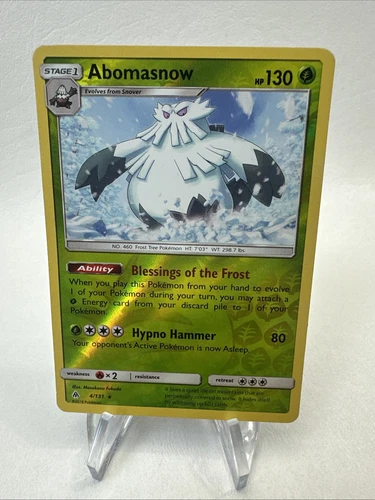 STAGE 1
Abomasnow
HP 130
Evolves from Snover
NO. 460 Frost Tree Pokémon HT: 7'03" WT: 298.7 lbs.
Ability Blessings of the Frost
When you play this Pokémon from your hand to evolve
1 of your Pokémon during your turn, you may attach a
Energy card from your discard pile to 1 of your
Pokémon.
Hypno Hammer 80
Your opponent's Active Pokémon is now Asleep.
weakness ×2 resistance retreat
Illus.
4/131